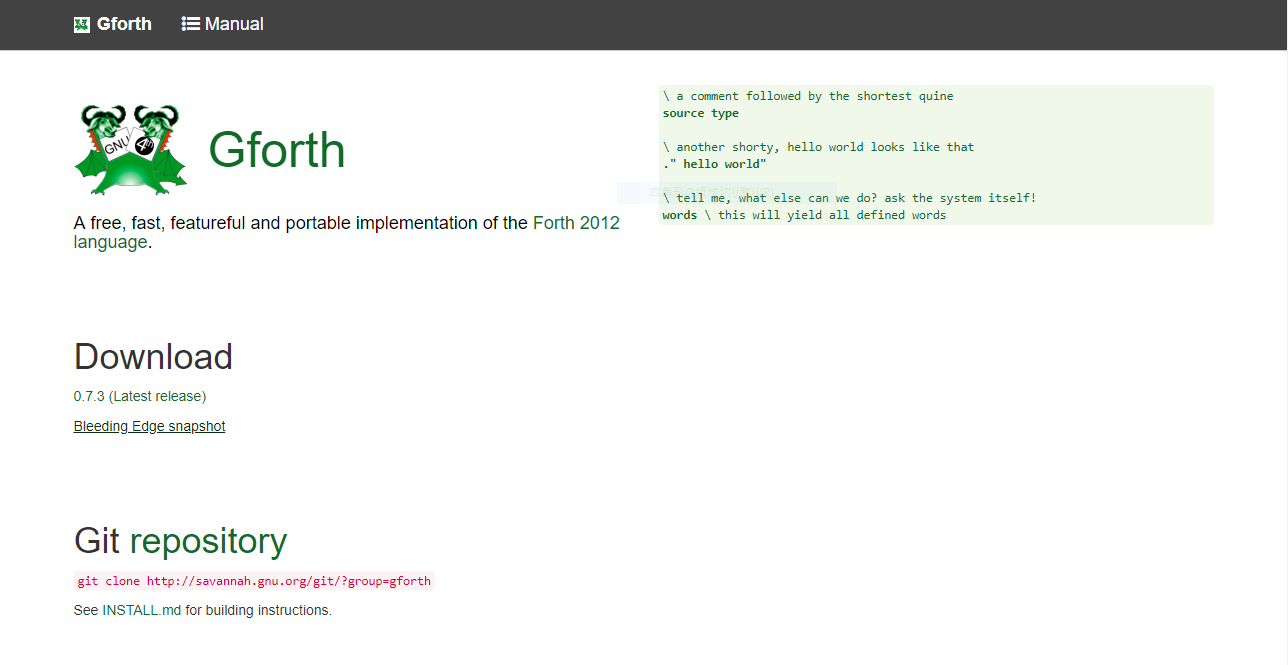 Gforth
Manual
GNU
4th
Gforth
A free, fast, featureful and portable implementation of the Forth 2012
language.
\ a comment followed by the shortest quine
source type
\ another shorty, hello world looks like that
." hello world"
\ tell me, what else can we do? ask the system itself!
words \ this will yield all defined words
Download
0.7.3 (Latest release)
Bleeding Edge snapshot
Git repository
git clone http://savannah.gnu.org/git/?group=gforth
See INSTALL.md for building instructions.